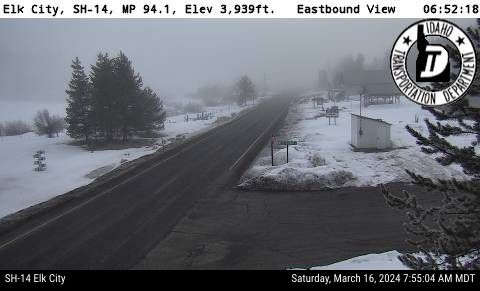 Elk City, SH-14, MP 94.1, Elev 3,939ft. Eastbound View 06:52:18
IDAHO
TRANSPORTATION DEPARTMENT
SH-14 Elk City Saturday, March 16, 2024 7:55:04 AM MDT